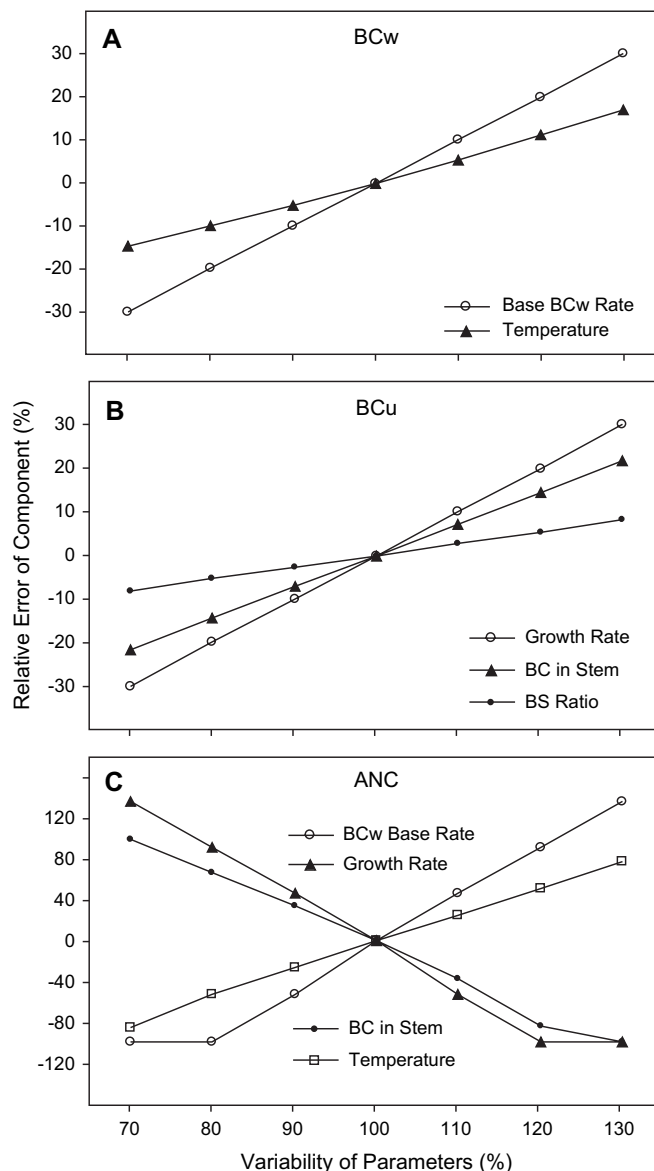 A
BCw
30
20
10
0
-10
-20
-30
Base BCw Rate
Temperature
B
BCu
30
20
10
0
-10
-20
-30
Growth Rate
BC in Stem
BS Ratio
Relative Error of Component (%)
C
ANC
120
80
40
0
-40
-80
-120
BCw Base Rate
Growth Rate
BC in Stem
Temperature
70 80 90 100 110 120 130
Variability of Parameters (%)